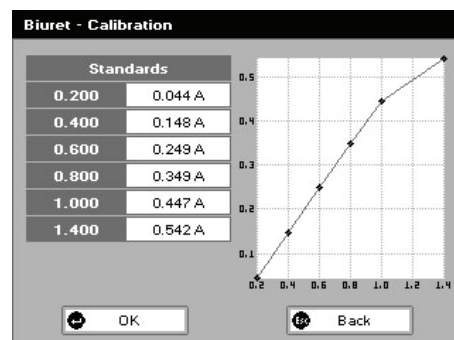 Biuret - Calibration
Standards
0.200 0.044 A
0.400 0.148 A
0.600 0.249 A
0.800 0.349 A
1.000 0.447 A
1.400 0.542 A
0.5
0.4
0.3
0.2
0.1
0.2 0.4 0.6 0.8 1.0 1.2 1.4
OK
Esc Back